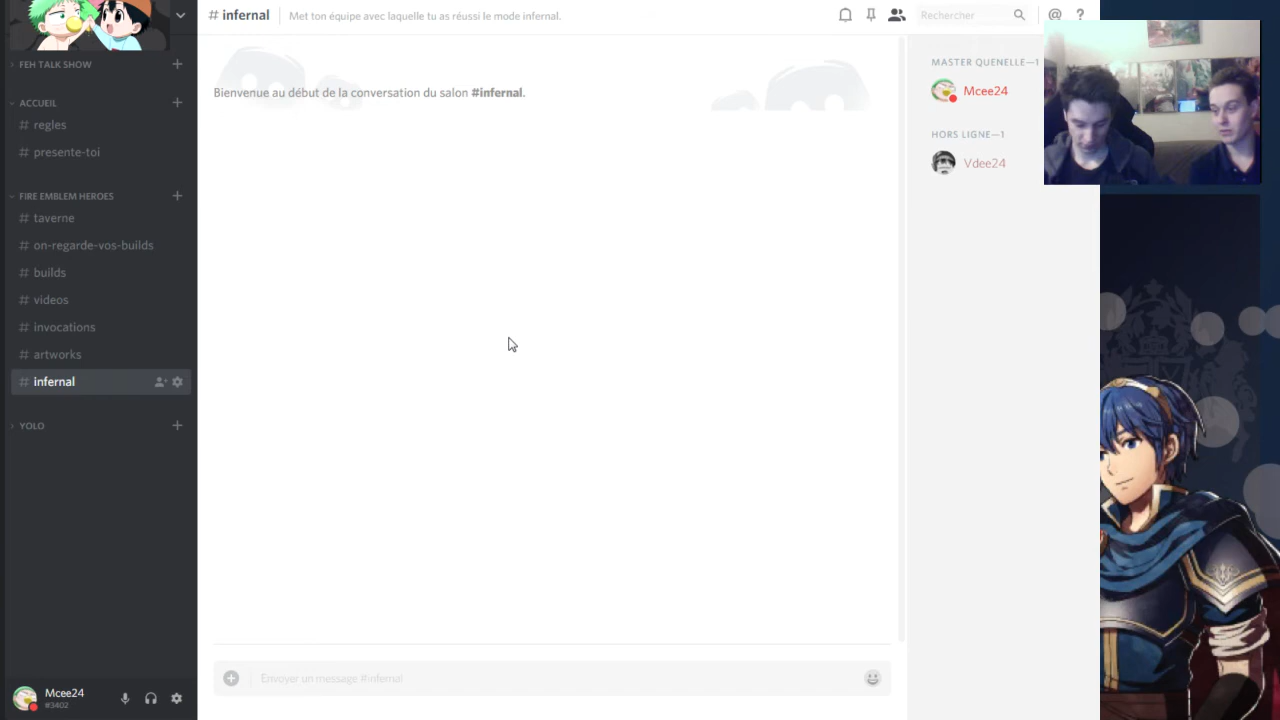 FEH TALK SHOW
ACCUEIL
regles
presente-toi
FIRE EMBLEM HEROES
# taverne
# on-regarde-vos-builds
# builds
# videos
# invocations
# artworks
# infernal
YOLO
Mcee24
#3402
# infernal
Met ton équipe avec laquelle tu as réussi le mode infernal.
Rechercher
@ ?
Bienvenue au début de la conversation du salon #infernal.
Envoyer un message #infernal
MASTER QUENELLE—1
Mcee24
HORS LIGNE—1
Vdee24